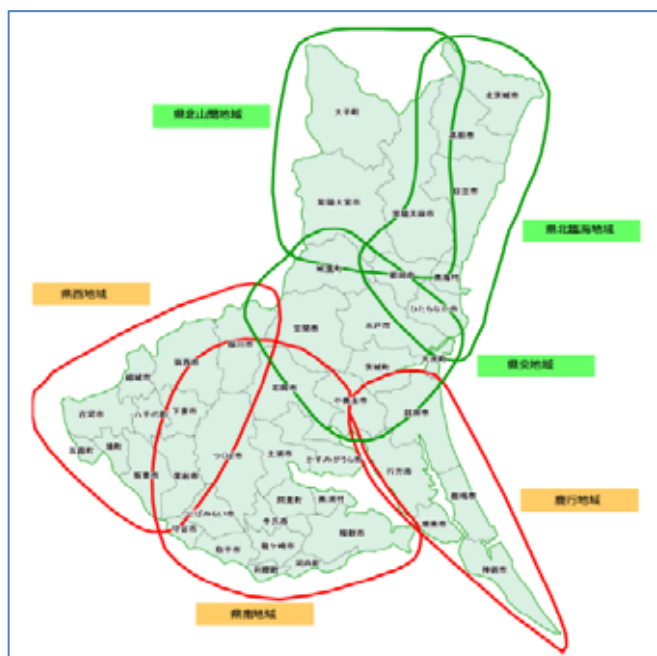 北茨城市
大子町
県北山間地域
高萩市
日立市
常陸太田市
常陸大宮市
県北臨海地域
城里町
那珂市
東海村
ひたちなか市
県西地域
笠間市
水戸市
桜川市
筑西市
大洗町
茨城町
県央地域
結城市
石岡市
小美玉市
鉾田市
古河市
八千代町
下妻市
五霞町
境町
つくば市
土浦市
かすみがうら市
行方市
坂東市
常総市
鹿嶋市
鹿行地域
阿見町
美浦村
つくばみらい市
守谷市
牛久市
稲敷市
潮来市
取手市
龍ケ崎市
利根町
河内町
神栖市
県南地域